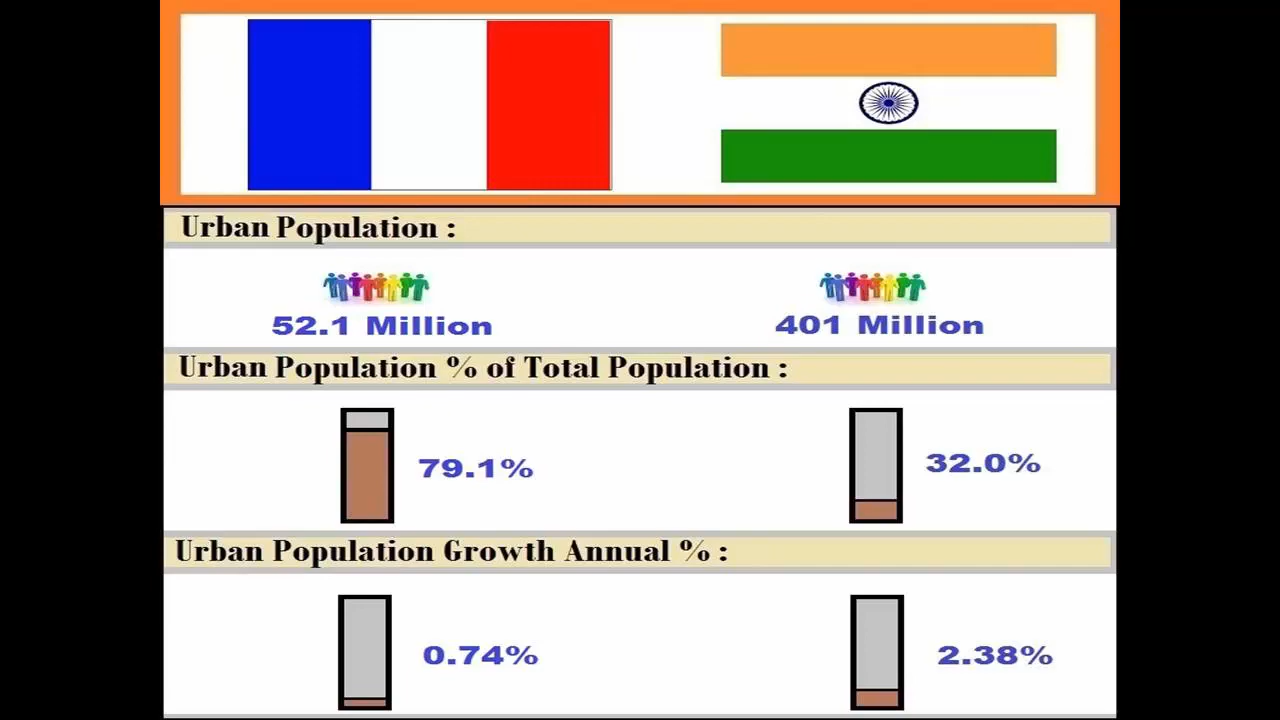 Urban Population :
52.1 Million
401 Million
Urban Population % of Total Population :
79.1%
32.0%
Urban Population Growth Annual % :
0.74%
2.38%